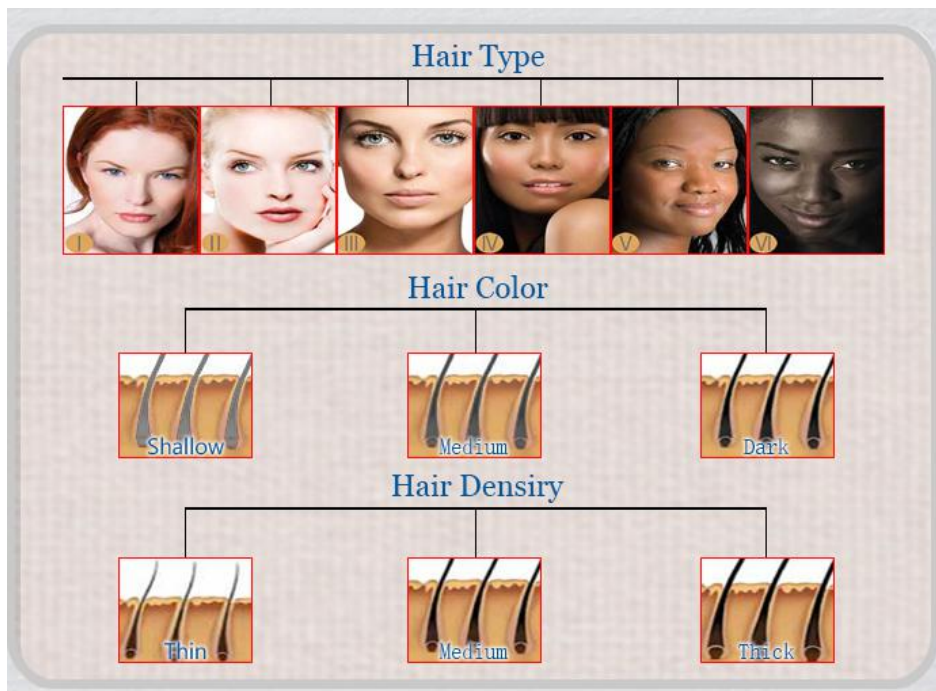 Hair Type
I II III IV V VI
Hair Color
Shallow Medium Dark
Hair Densiry
Thin Medium Thick